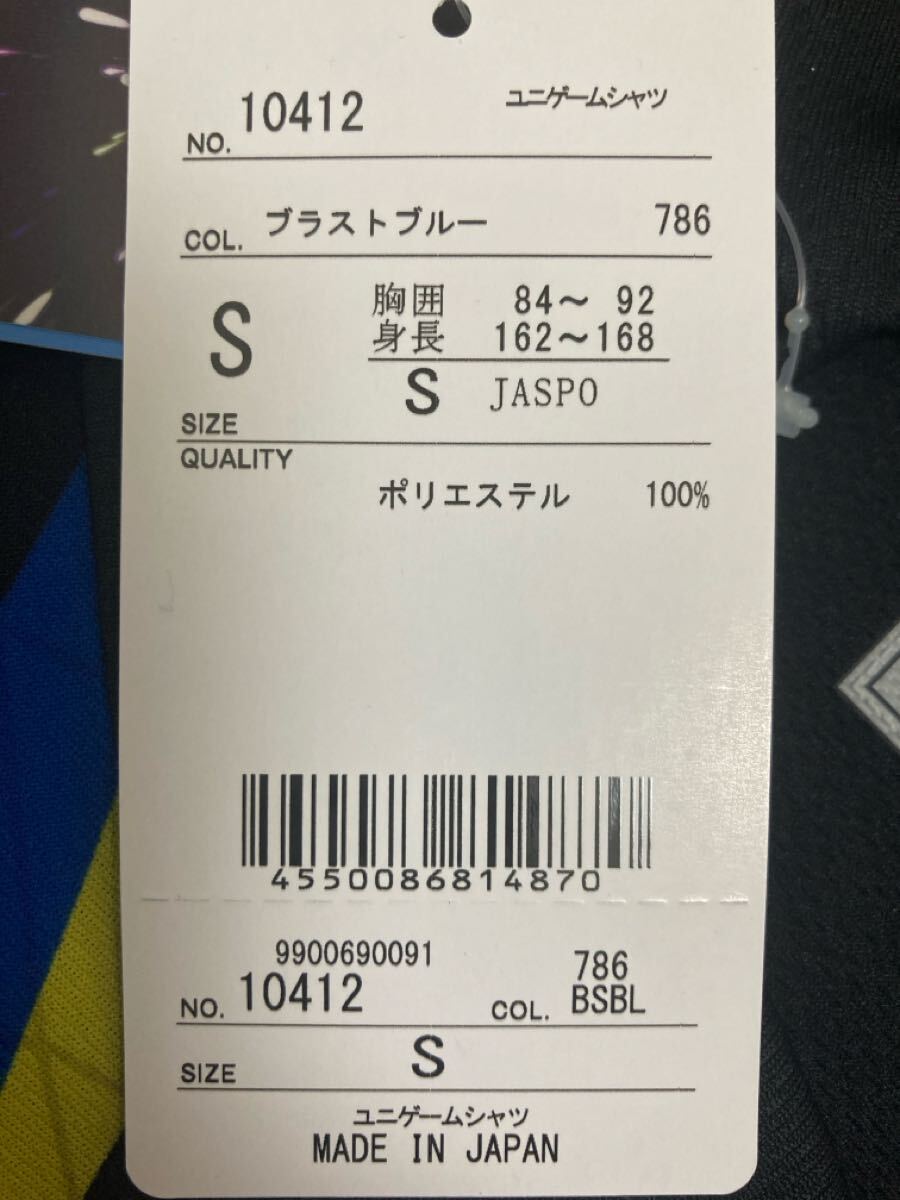 NO. 10412 ユニゲームシャツ
COL. ブラストブルー 786
胸囲 84～ 92
S 身長 162～168
SIZE S JASPO
QUALITY
ポリエステル 100%
4550086814870
9900690091 786
NO. 10412 COL. BSBL
SIZE S
ユニゲームシャツ
MADE IN JAPAN